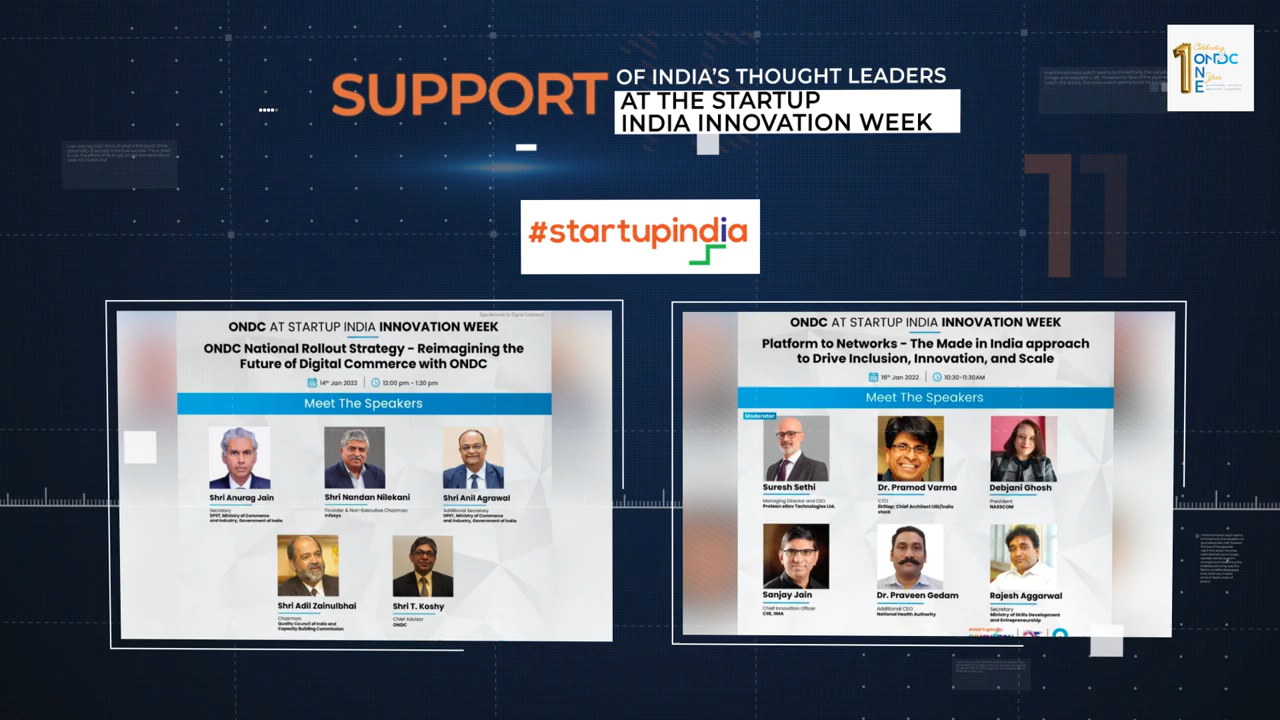 SUPPORT
OF INDIA'S THOUGHT LEADERS
AT THE STARTUP
INDIA INNOVATION WEEK
Celebrating
1 ONDC
ONE
Year
11
#startupindia
ONDC AT STARTUP INDIA INNOVATION WEEK
ONDC National Rollout Strategy - Reimagining the
Future of Digital Commerce with ONDC
14th Jan 2022 | 12:00 pm - 1:30 pm
Meet The Speakers
Shri Anurag Jain
Secretary
DPIIT, Ministry of Commerce
and Industry, Government of India
Shri Nandan Nilekani
Founder & Non-Executive Chairman
Infosys
Shri Anil Agrawal
Additional Secretary
DPIIT, Ministry of Commerce
and Industry, Government of India
Shri Adil Zainulbhai
Chairman
Quality Council of India and
Capacity Building Commission
Shri T. Koshy
Chief Advisor
ONDC
ONDC AT STARTUP INDIA INNOVATION WEEK
Platform to Networks - The Made in India approach
to Drive Inclusion, Innovation, and Scale
16th Jan 2022 | 10:30-11:30AM
Meet The Speakers
Moderator
Suresh Sethi
Managing Director and CEO
Protean eGov Technologies Ltd.
Dr. Pramod Varma
CTO
EkStep; Chief Architect UID/India
stack
Debjani Ghosh
President
NASSCOM
Sanjay Jain
Chief Innovation Officer
CIIE, IIMA
Dr. Praveen Gedam
Additional CEO
National Health Authority
Rajesh Aggarwal
Secretary
Ministry of Skills Development
and Entrepreneurship
#startupindia